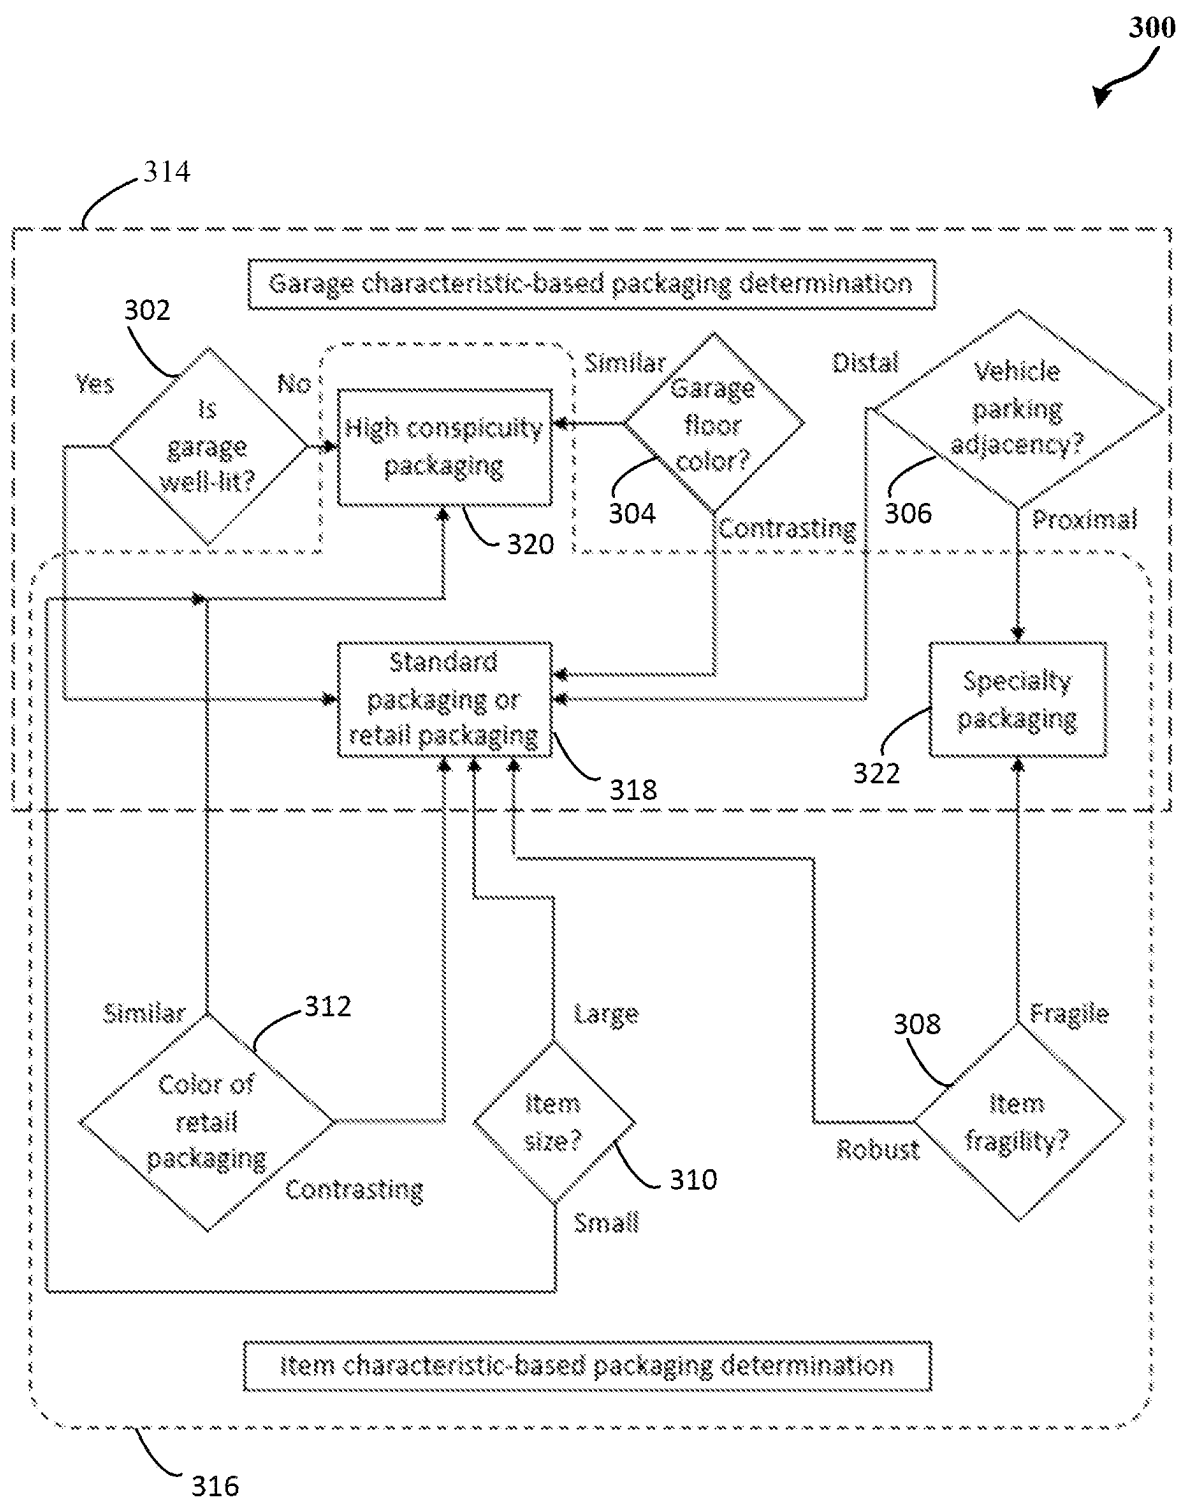 300
314
Garage characteristic-based packaging determination
302
Yes
Is
garage
well-lit?
No
High conspicuity
packaging
320
Similar
Garage
floor
color?
304
Contrasting
Distal
Vehicle
parking
adjacency?
306
Proximal
Standard
packaging or
retail packaging
318
Specialty
packaging
322
Similar
312
Color of
retail
packaging
Contrasting
Large
Item
size?
310
Small
308
Fragile
Item
fragility?
Robust
Item characteristic-based packaging determination
316